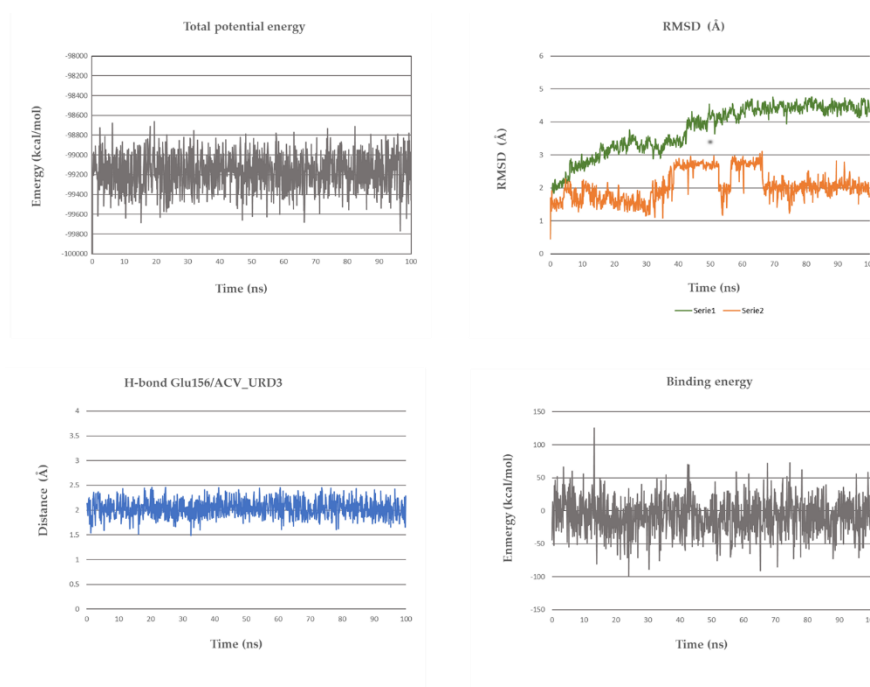 Total potential energy
-98000
-98200
-98400
-98600
-98800
-99000
-99200
-99400
-99600
-99800
-100000
Emergy (kcal/mol)
0 10 20 30 40 50 60 70 80 90 100
Time (ns)
RMSD (Å)
6
5
4
3
2
1
0
RMSD (Å)
0 10 20 30 40 50 60 70 80 90 10
Time (ns)
Serie1 Serie2
H-bond Glu156/ACV_URD3
4
3.5
3
2.5
2
1.5
1
0.5
0
Distance (Å)
0 10 20 30 40 50 60 70 80 90 100
Time (ns)
Binding energy
150
100
50
0
-50
-100
-150
Enmergy (kcal/mol)
0 10 20 30 40 50 60 70 80 90 10
Time (ns)